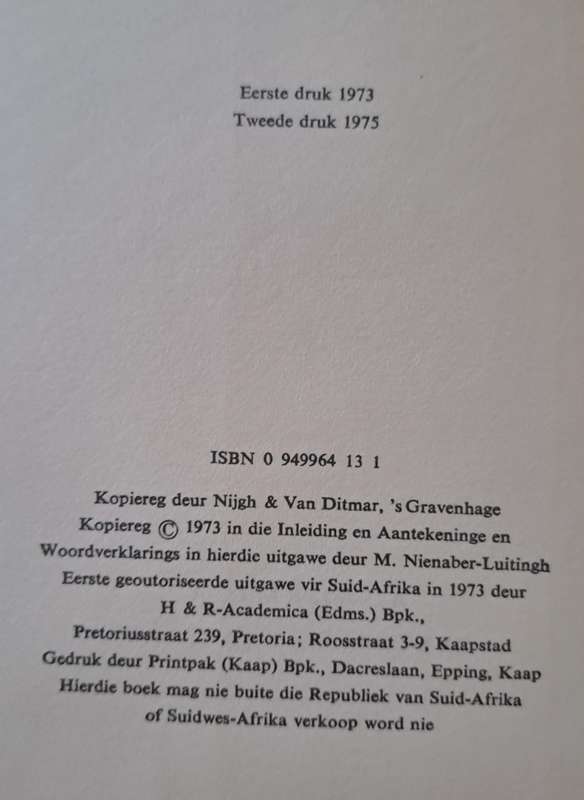 Eerste druk 1973
Tweede druk 1975
ISBN 0 949964 13 1
Kopiereg deur Nijgh & Van Ditmar, 's Gravenhage
Kopiereg © 1973 in die Inleiding en Aantekeninge en
Woordverklarings in hierdie uitgawe deur M. Nienaber-Luitingh
Eerste geoutoriseerde uitgawe vir Suid-Afrika in 1973 deur
H & R-Academica (Edms.) Bpk.,
Pretoriusstraat 239, Pretoria; Roosstraat 3-9, Kaapstad
Gedruk deur Printpak (Kaap) Bpk., Dacreslaan, Epping, Kaap
Hierdie boek mag nie buite die Republiek van Suid-Afrika
of Suidwes-Afrika verkoop word nie